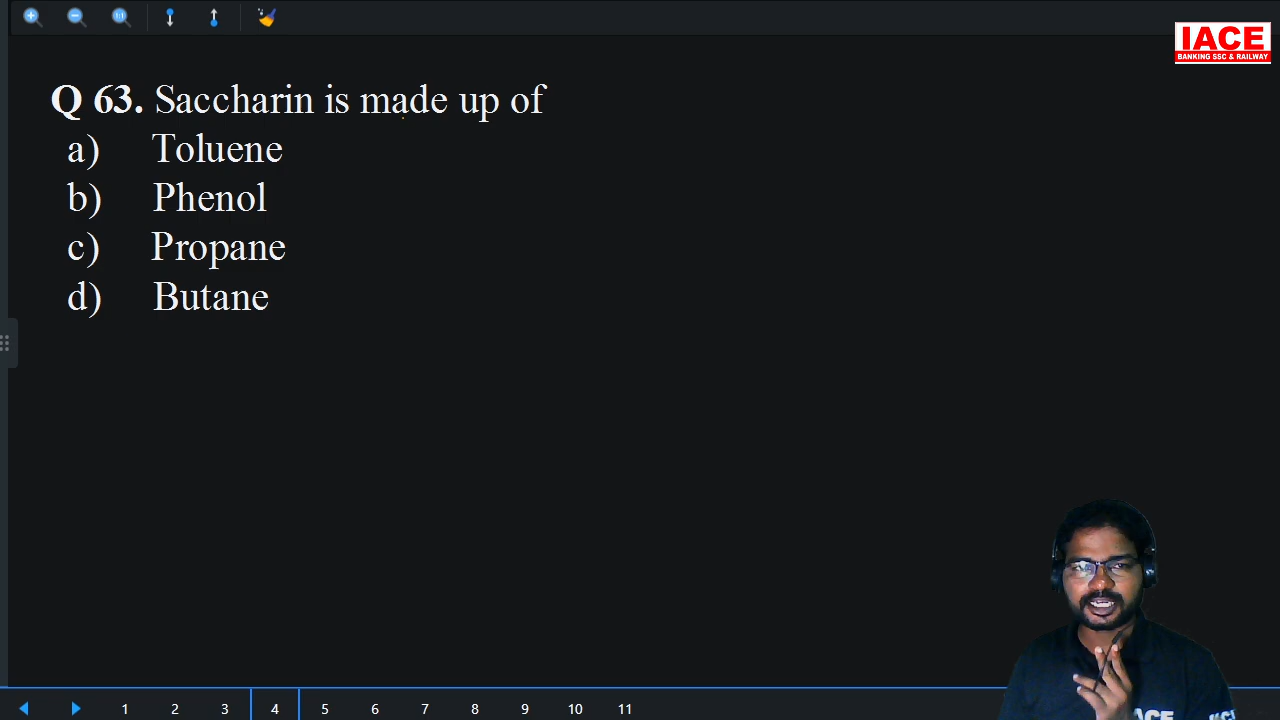 IACE
BANKING SSC & RAILWAY
Q 63. Saccharin is made up of
a) Toluene
b) Phenol
c) Propane
d) Butane
1 2 3 4 5 6 7 8 9 10 11
IACE